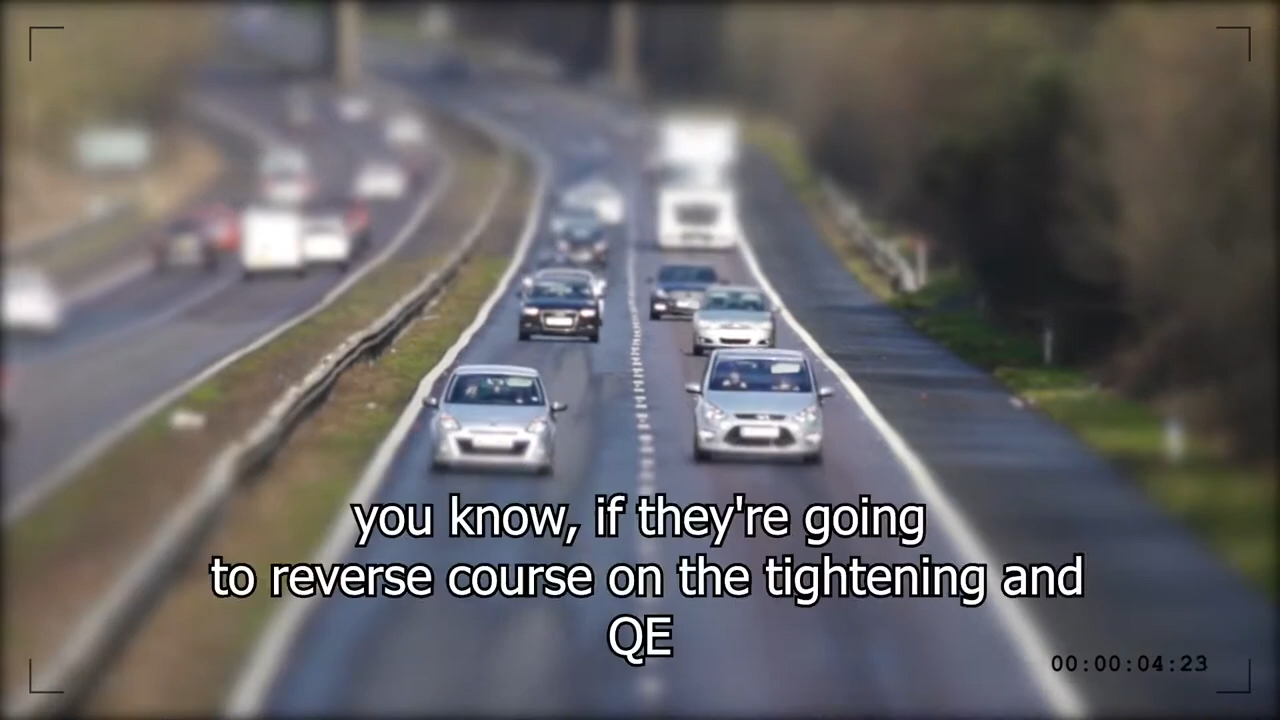 you know, if they're going
to reverse course on the tightening and
QE
00:00:04:23